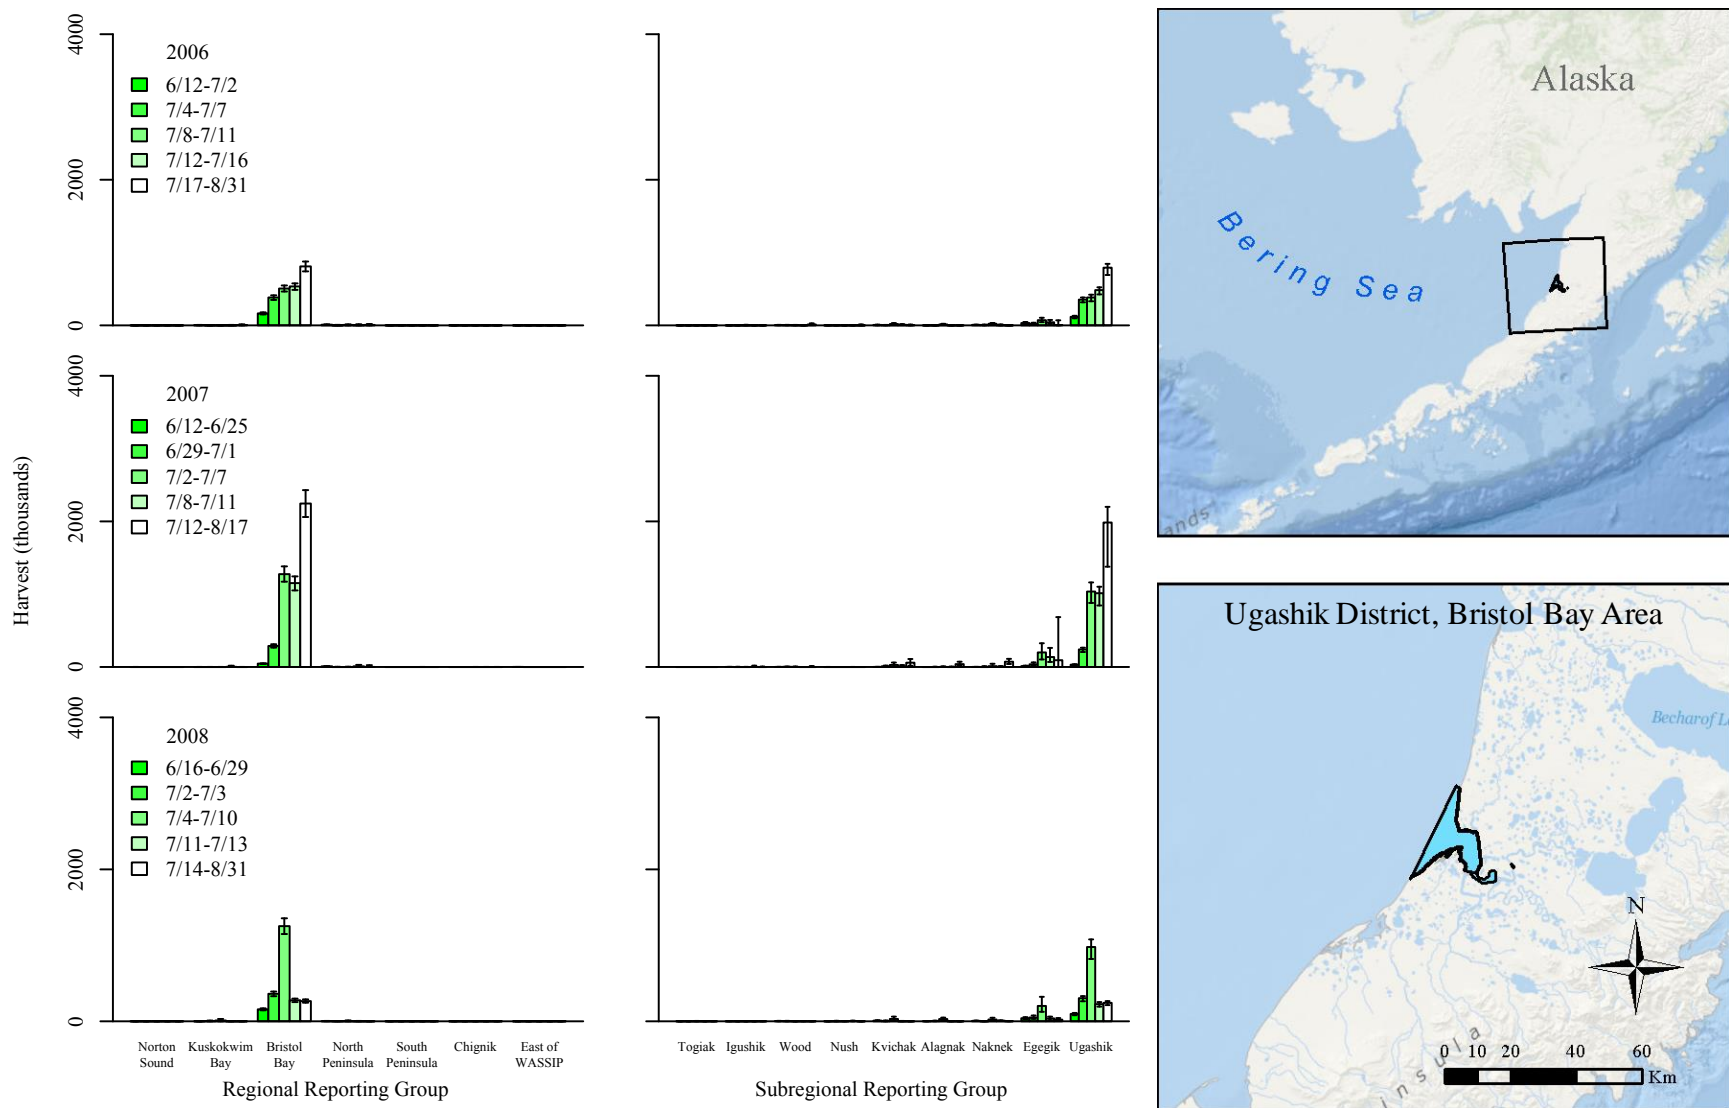 Harvest (thousands)
4000
2000
0
2006
6/12-7/2
7/4-7/7
7/8-7/11
7/12-7/16
7/17-8/31
4000
2000
0
2007
6/12-6/25
6/29-7/1
7/2-7/7
7/8-7/11
7/12-8/17
4000
2000
0
2008
6/16-6/29
7/2-7/3
7/4-7/10
7/11-7/13
7/14-8/31
Norton Kuskokwim Bristol North South Chignik East of
Sound Bay Bay Peninsula Peninsula WASSIP
Regional Reporting Group
Togiak Igushik Wood Nush Kvichak Alagnak Naknek Egegik Ugashik
Subregional Reporting Group
Alaska
Bering Sea
ands
Ugashik District, Bristol Bay Area
Becharof L
N
insula
0 10 20 40 60
Km